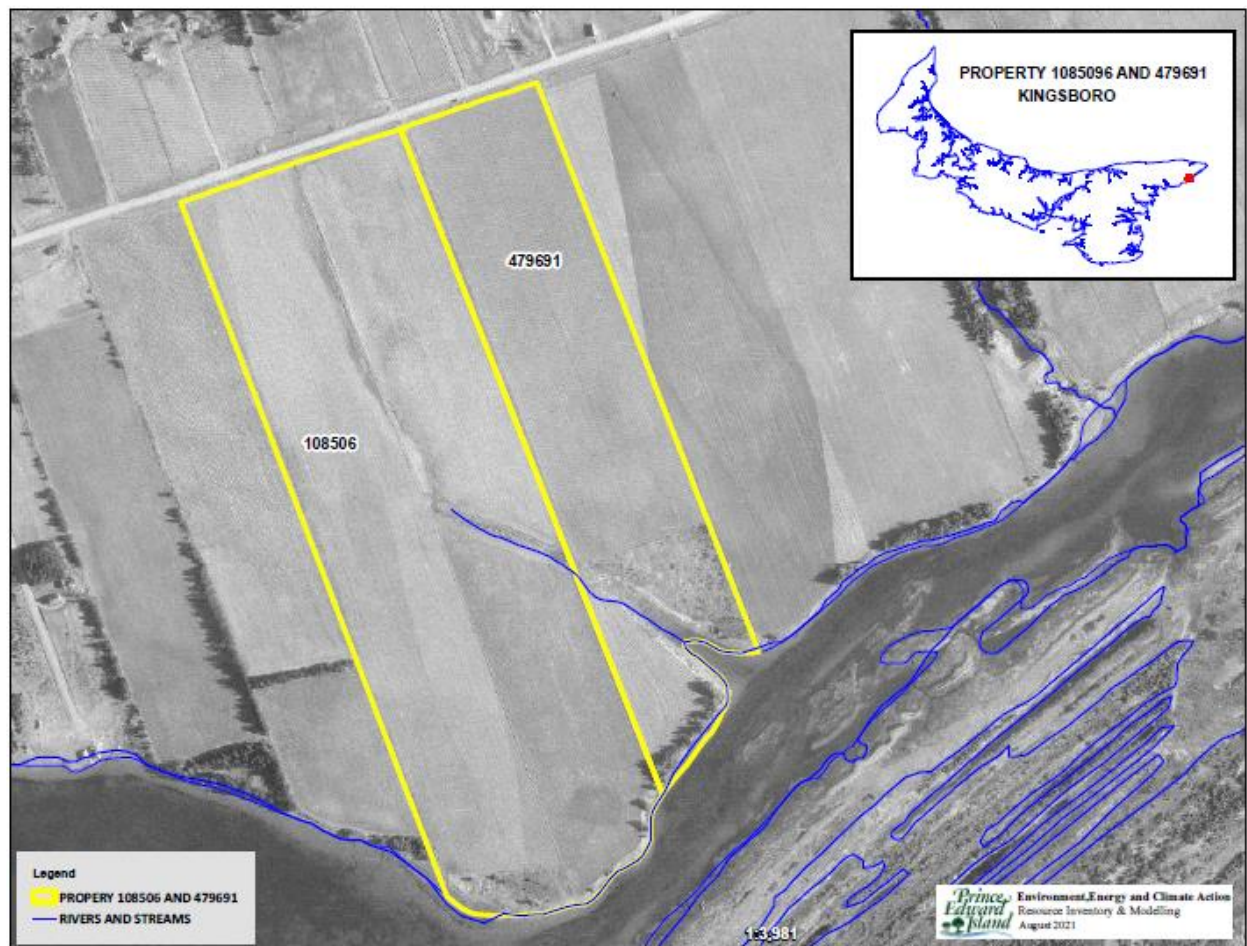 PROPERTY 1085096 AND 479691
KINGSBORO
479691
108506
Legend
PROPERY 108506 AND 479691
RIVERS AND STREAMS
1:3,981
Prince
Edward
Island
Environment,Energy and Climate Action
Resource Inventory & Modelling
August 2021